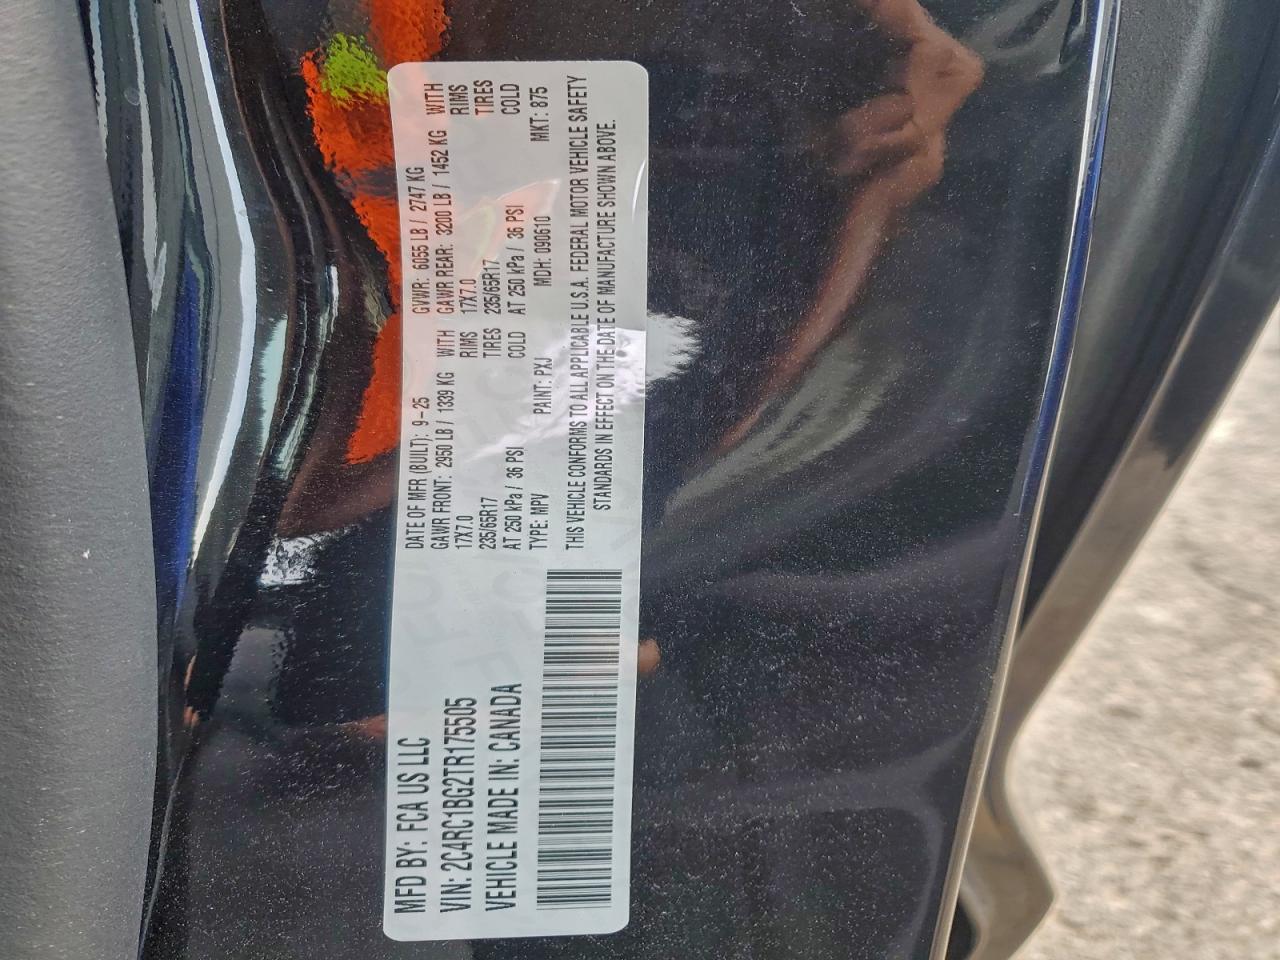 MFD BY: FCA US LLC
VIN: 2C4RC1BG2TR175505
VEHICLE MADE IN: CANADA
DATE OF MFR (BUILT): 9-25 GVWR: 6055 LB / 2747 KG
GAWR FRONT: 2950 LB / 1339 KG WITH GAWR REAR: 3200 LB / 1452 KG WITH
17X7.0 RIMS 17X7.0 RIMS
235/65R17 TIRES 235/65R17 TIRES
AT 250 kPa / 36 PSI COLD AT 250 kPa / 36 PSI COLD
TYPE: MPV PAINT: PXJ MDH: 090610 MKT: 875
THIS VEHICLE CONFORMS TO ALL APPLICABLE U.S.A. FEDERAL MOTOR VEHICLE SAFETY
STANDARDS IN EFFECT ON THE DATE OF MANUFACTURE SHOWN ABOVE.